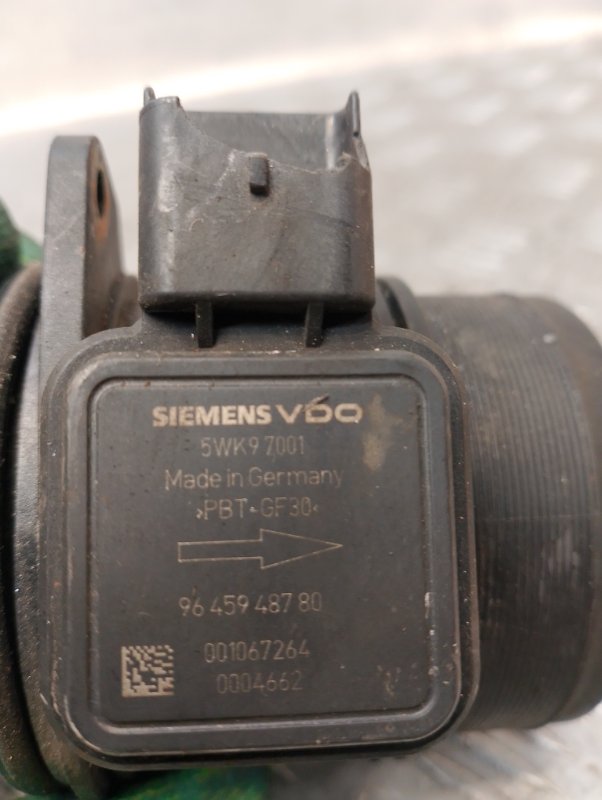 SIEMENS VDO
5WK9 7001
Made in Germany
>PBT-GF30<
96 459 487 80
001067264
0004662